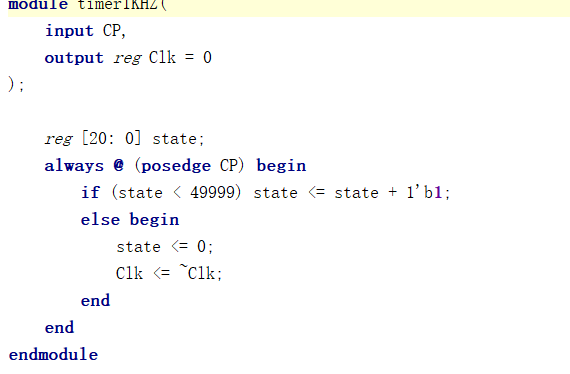 module timer1KHZ(
    input CP,
    output reg Clk = 0
);

    reg [20: 0] state;
    always @ (posedge CP) begin
        if (state < 49999) state <= state + 1'b1;
        else begin
            state <= 0;
            Clk <= ~Clk;
        end
    end
endmodule